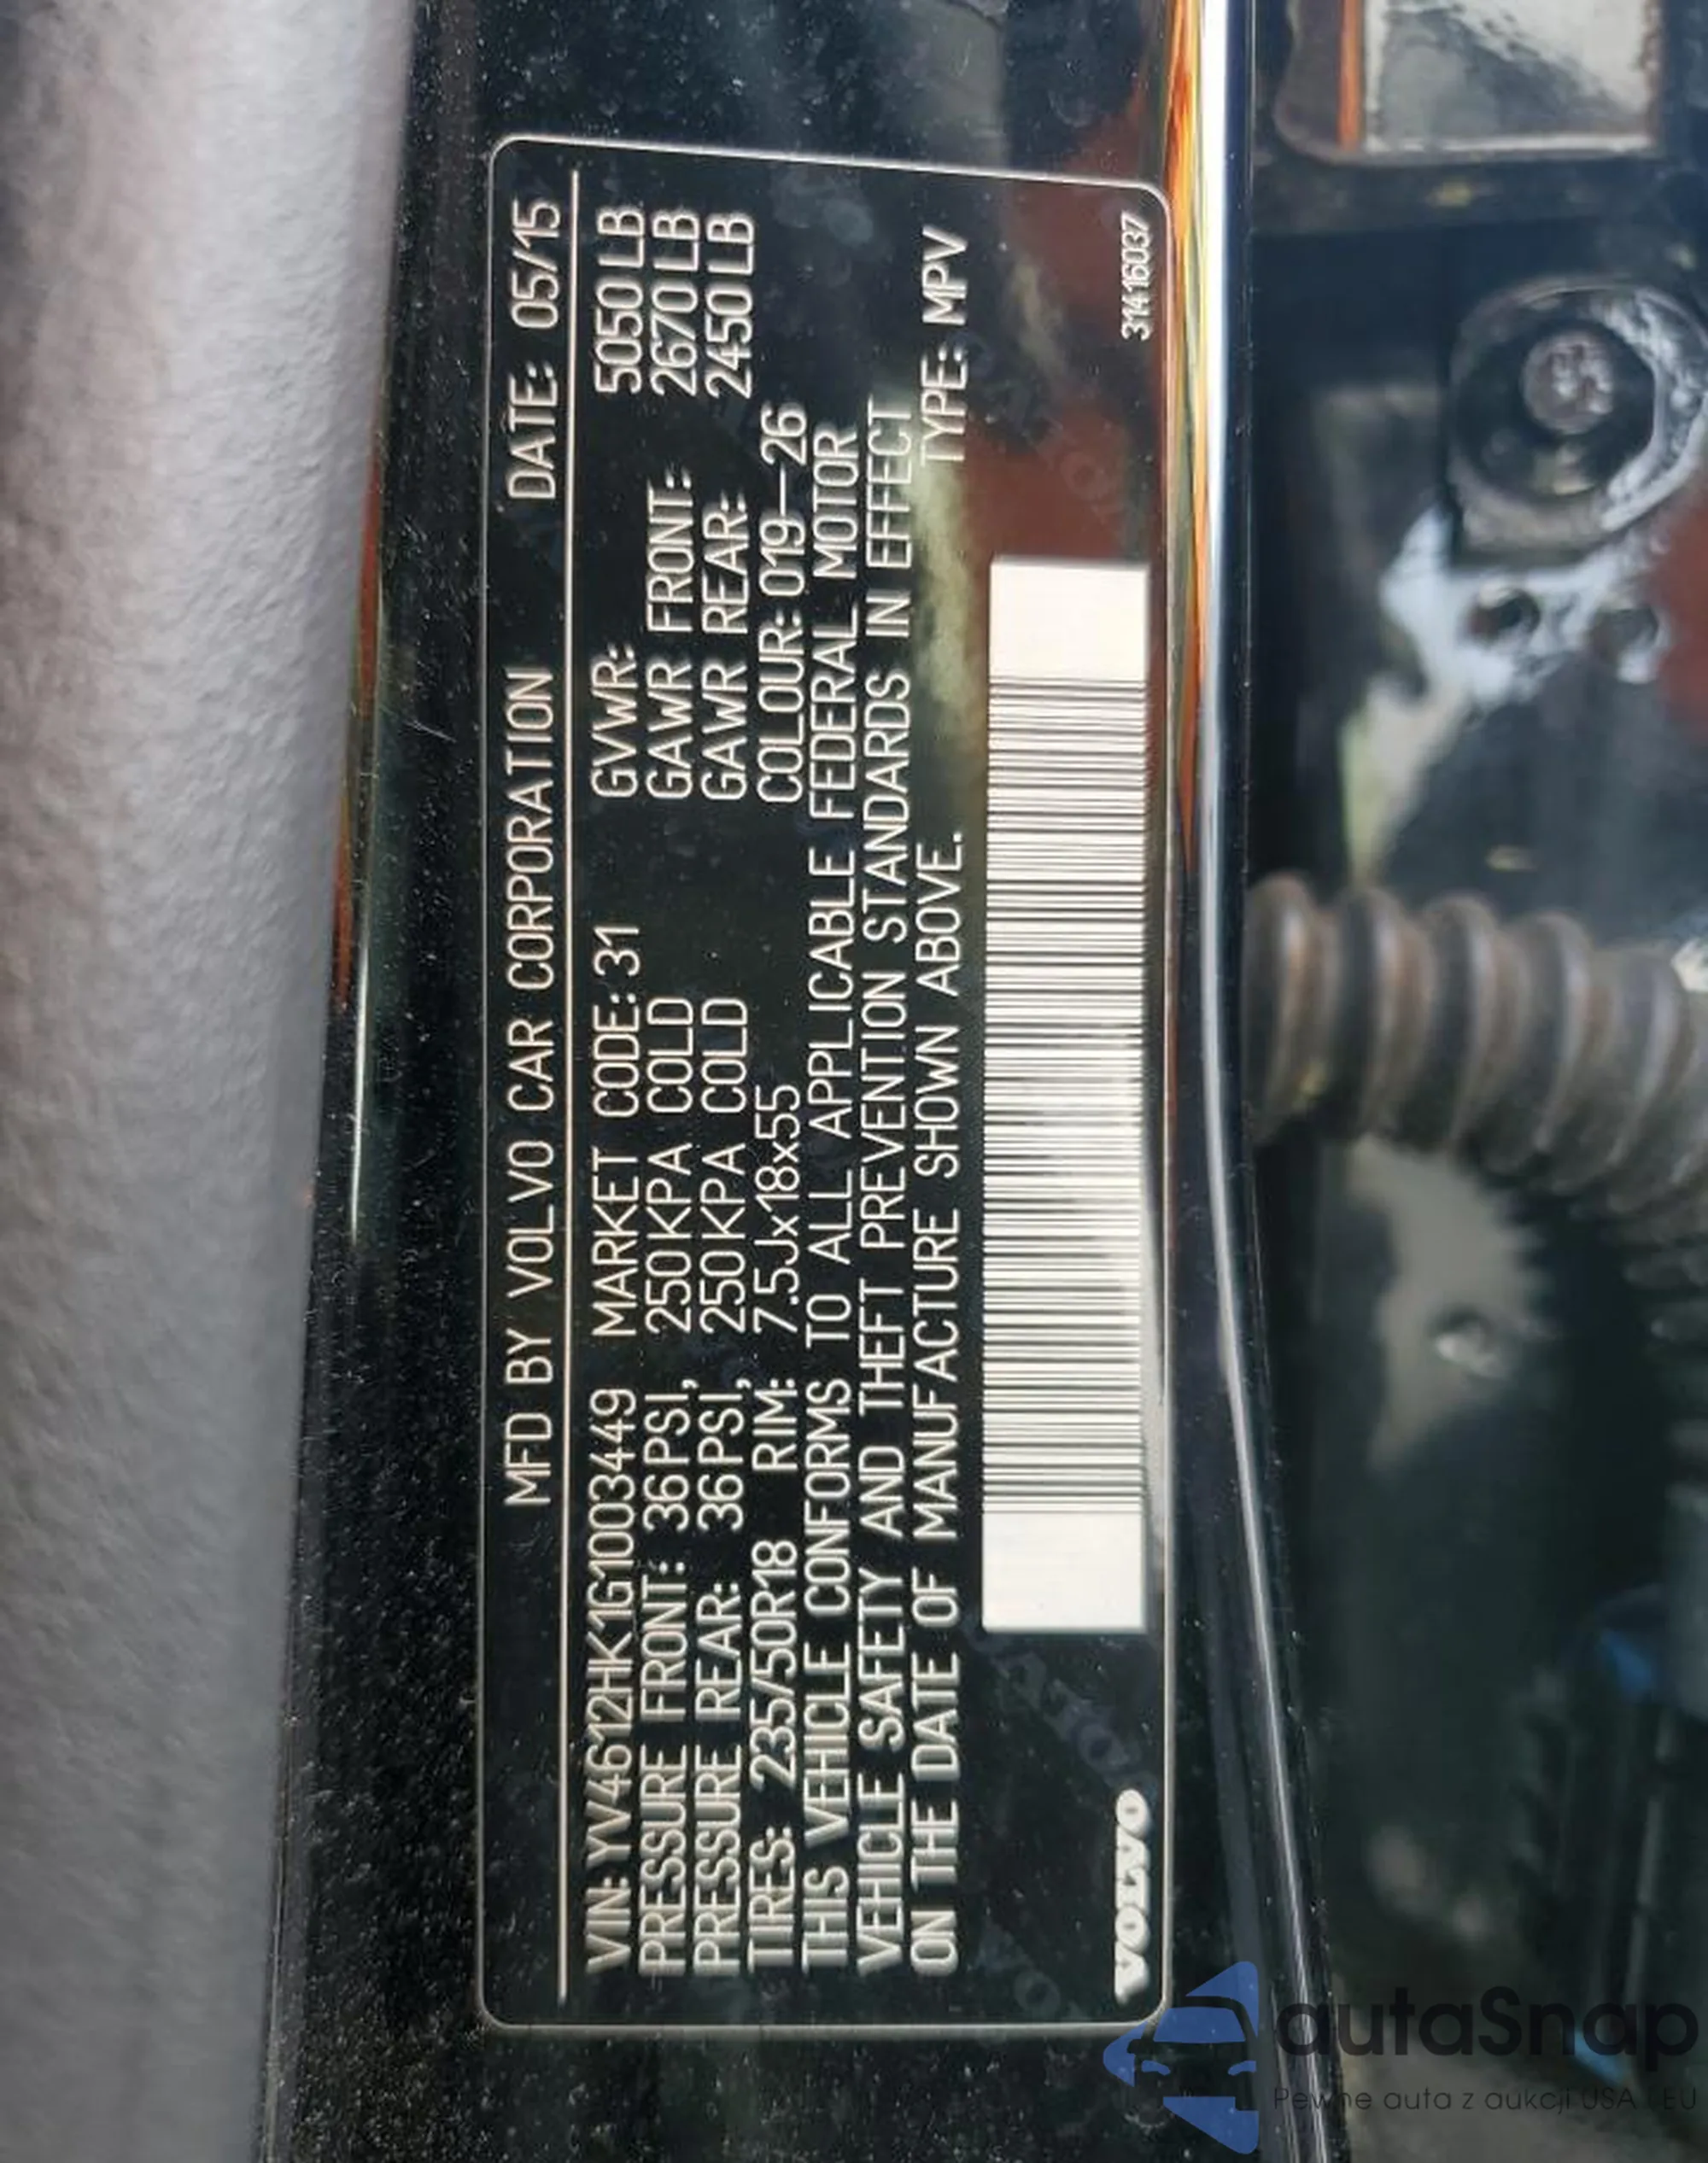 MFD BY VOLVO CAR CORPORATION DATE: 05/15
VIN: YV4612HK1G1003449 MARKET CODE: 31 GVWR: 5050 LB
PRESSURE FRONT: 36PSI, 250KPA COLD GAWR FRONT: 2670 LB
PRESSURE REAR: 36PSI, 250KPA COLD GAWR REAR: 2450 LB
TIRES: 235/50R18 RIM: 7.5Jx18x55 COLOUR: 019-26
THIS VEHICLE CONFORMS TO ALL APPLICABLE FEDERAL MOTOR
VEHICLE SAFETY AND THEFT PREVENTION STANDARDS IN EFFECT
ON THE DATE OF MANUFACTURE SHOWN ABOVE. TYPE: MPV
VOLVO 31416037
autaSnap
Pewne auta z aukcji USA i EU